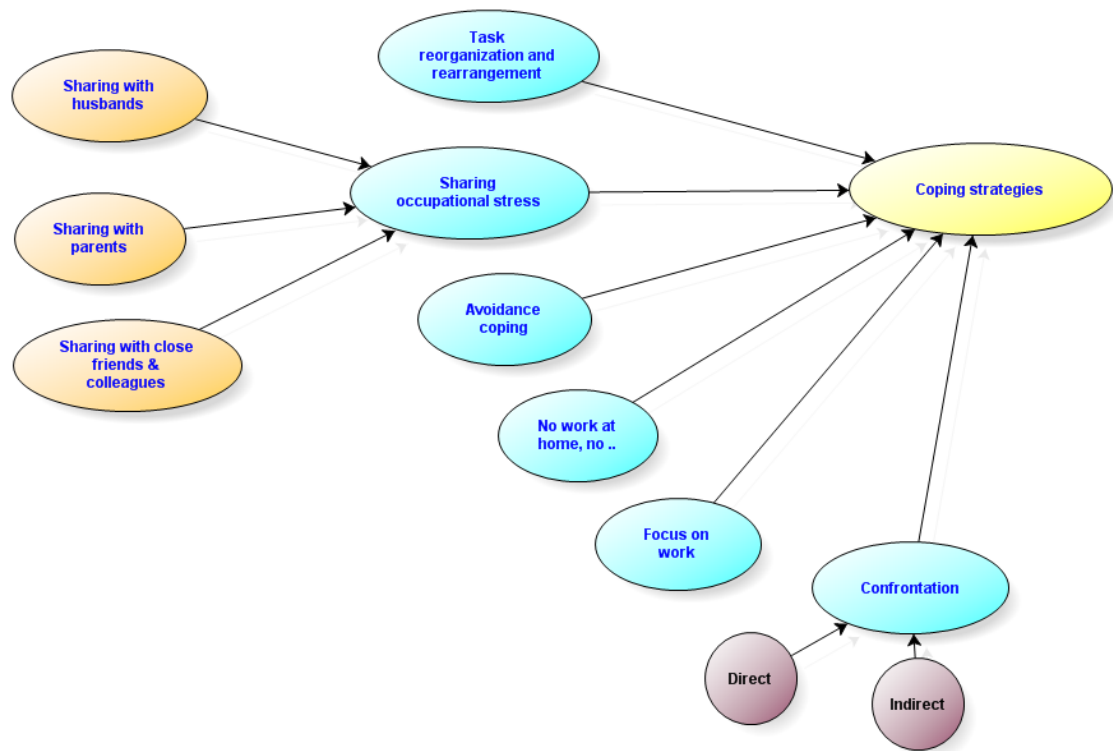 Task
reorganization and
rearrangement
Sharing with
husbands
Sharing
occupational stress
Coping strategies
Sharing with
parents
Avoidance
coping
Sharing with close
friends &
colleagues
No work at
home, no ..
Focus on
work
Confrontation
Direct
Indirect